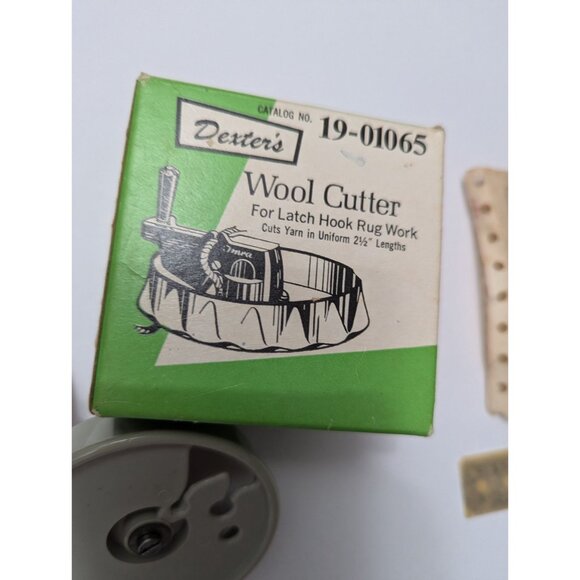 Dexter's
CATALOG NO. 19-01065
Wool Cutter
For Latch Hook Rug Work
Cuts Yarn in Uniform 2½" Lengths
Imra